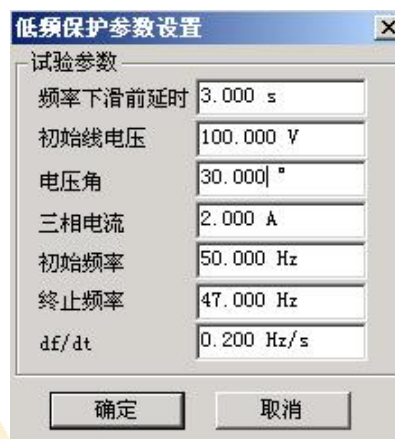 低频保护参数设置
试验参数
频率下滑前延时 3.000 s
初始线电压 100.000 V
电压角 30.000 °
三相电流 2.000 A
初始频率 50.000 Hz
终止频率 47.000 Hz
df/dt 0.200 Hz/s
确定 取消